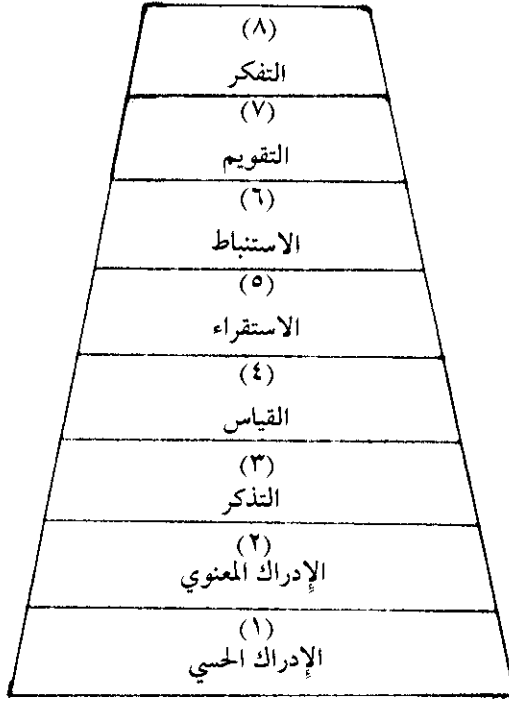 (٨)
التفكر
(٧)
التقويم
(٦)
الاستنباط
(٥)
الاستقراء
(٤)
القياس
(٣)
التذكر
(٢)
الإدراك المعنوي
(١)
الإدراك الحسي